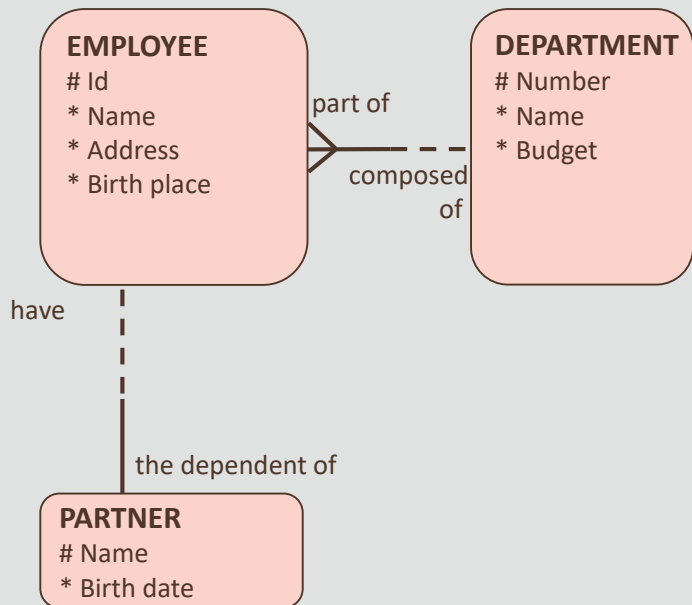 EMPLOYEE
# Id
* Name
* Address
* Birth place
part of
composed
of
DEPARTMENT
# Number
* Name
* Budget
have
the dependent of
PARTNER
# Name
* Birth date